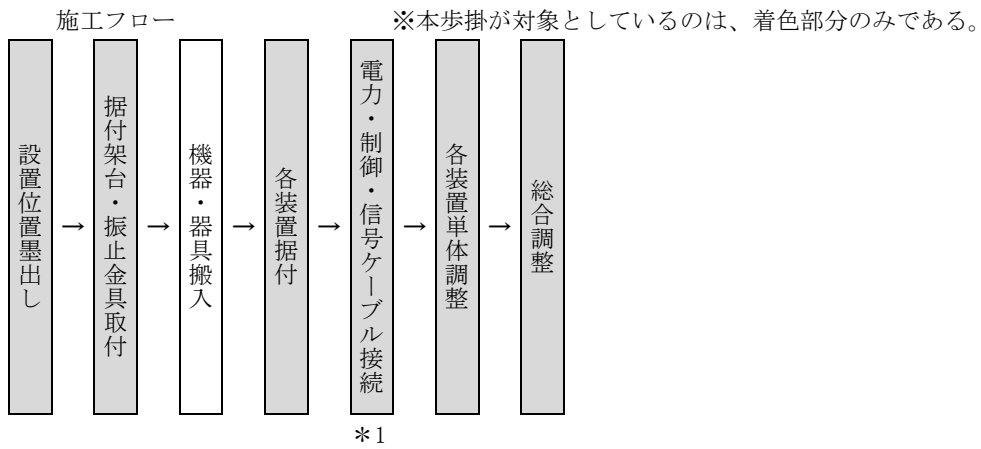 施工フロー
※本歩掛が対象としているのは、着色部分のみである。
設置位置墨出し
→
据付架台・振止金具取付
→
機器・器具搬入
→
各装置据付
→
電力・制御・信号ケーブル接続
→
各装置単体調整
→
総合調整
＊1